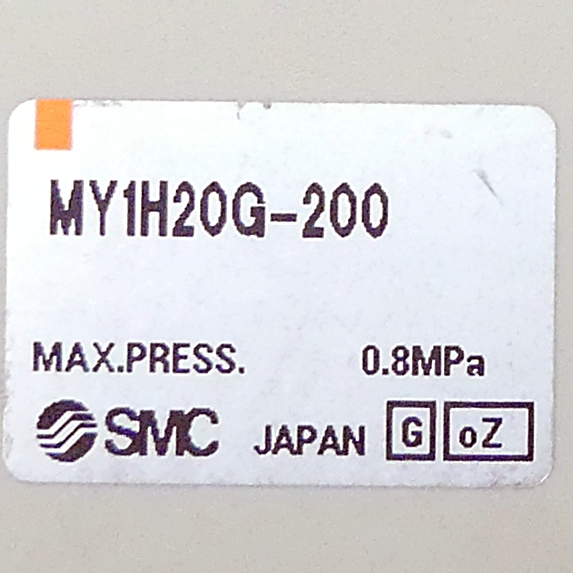 MY1H20G-200
MAX.PRESS. 0.8MPa
SMC JAPAN G oZ